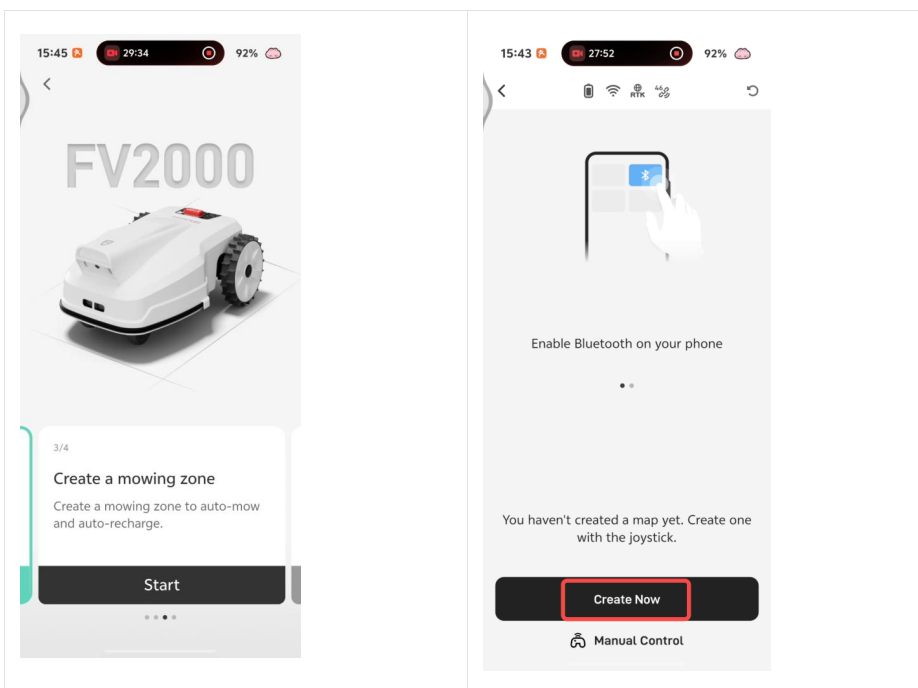 15:45
29:34
92%
FV2000
3/4
Create a mowing zone
Create a mowing zone to auto-mow
and auto-recharge.
Start
15:43
27:52
92%
RTK
4G
Enable Bluetooth on your phone
You haven't created a map yet. Create one
with the joystick.
Create Now
Manual Control